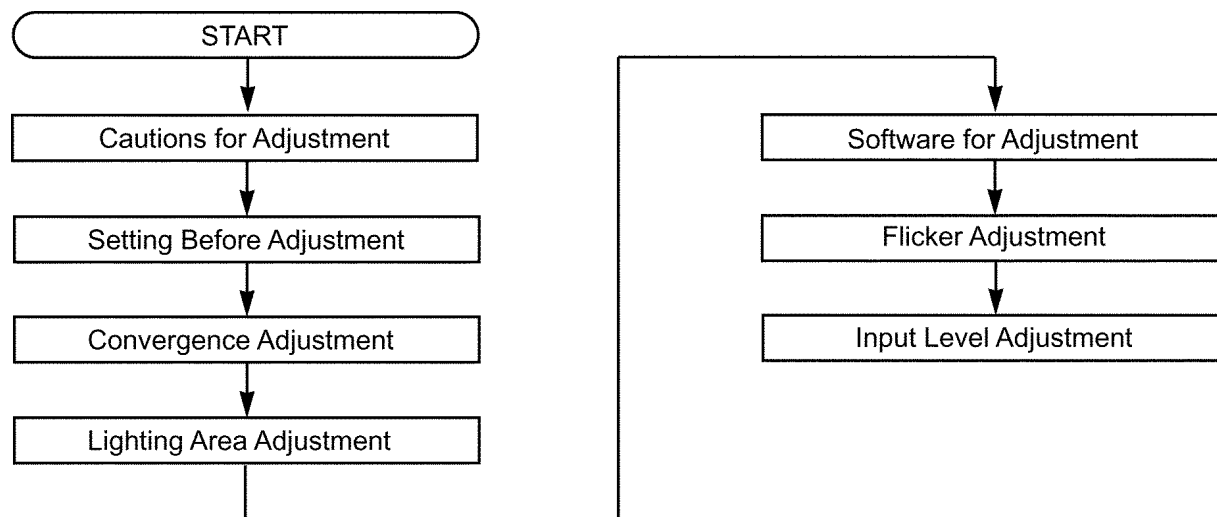 START
Cautions for Adjustment
Setting Before Adjustment
Convergence Adjustment
Lighting Area Adjustment
Software for Adjustment
Flicker Adjustment
Input Level Adjustment